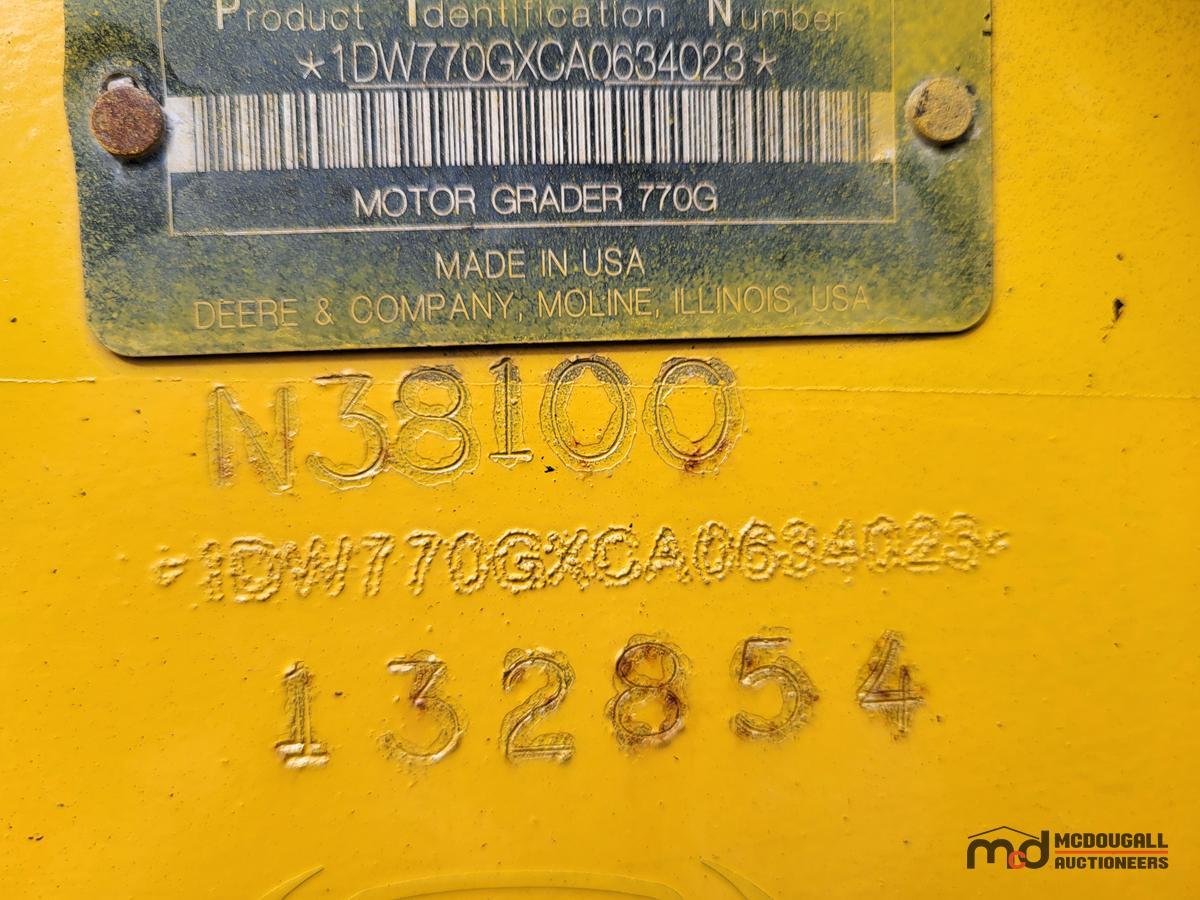 Product Identification Number
*1DW770GXCA0634023*
MOTOR GRADER 770G
MADE IN USA
DEERE & COMPANY, MOLINE, ILLINOIS, USA
N38100
*1DW770GXCA0634023*
132854
mcd MCDOUGALL
AUCTIONEERS